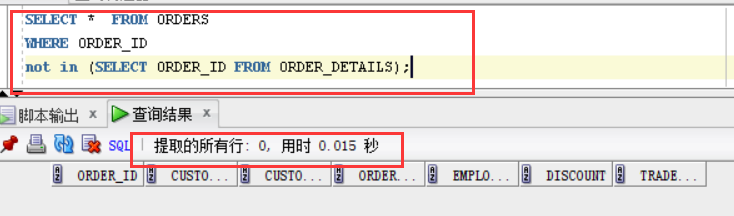 SELECT * FROM ORDERS
WHERE ORDER_ID
not in (SELECT ORDER_ID FROM ORDER_DETAILS);
脚本输出 × 查询结果 ×
SQL | 提取的所有行: 0, 用时 0.015 秒
ORDER_ID CUSTO... CUSTO... ORDER... EMPLO... DISCOUNT TRADE...